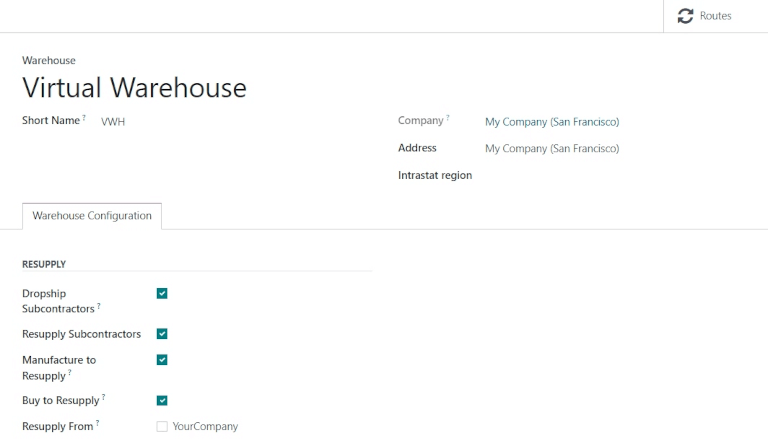 Routes
Warehouse
Virtual Warehouse
Short Name ? VWH
Company ? My Company (San Francisco)
Address My Company (San Francisco)
Intrastat region
Warehouse Configuration
RESUPPLY
Dropship
Subcontractors ?
Resupply Subcontractors
Manufacture to
Resupply ?
Buy to Resupply ?
Resupply From ? YourCompany